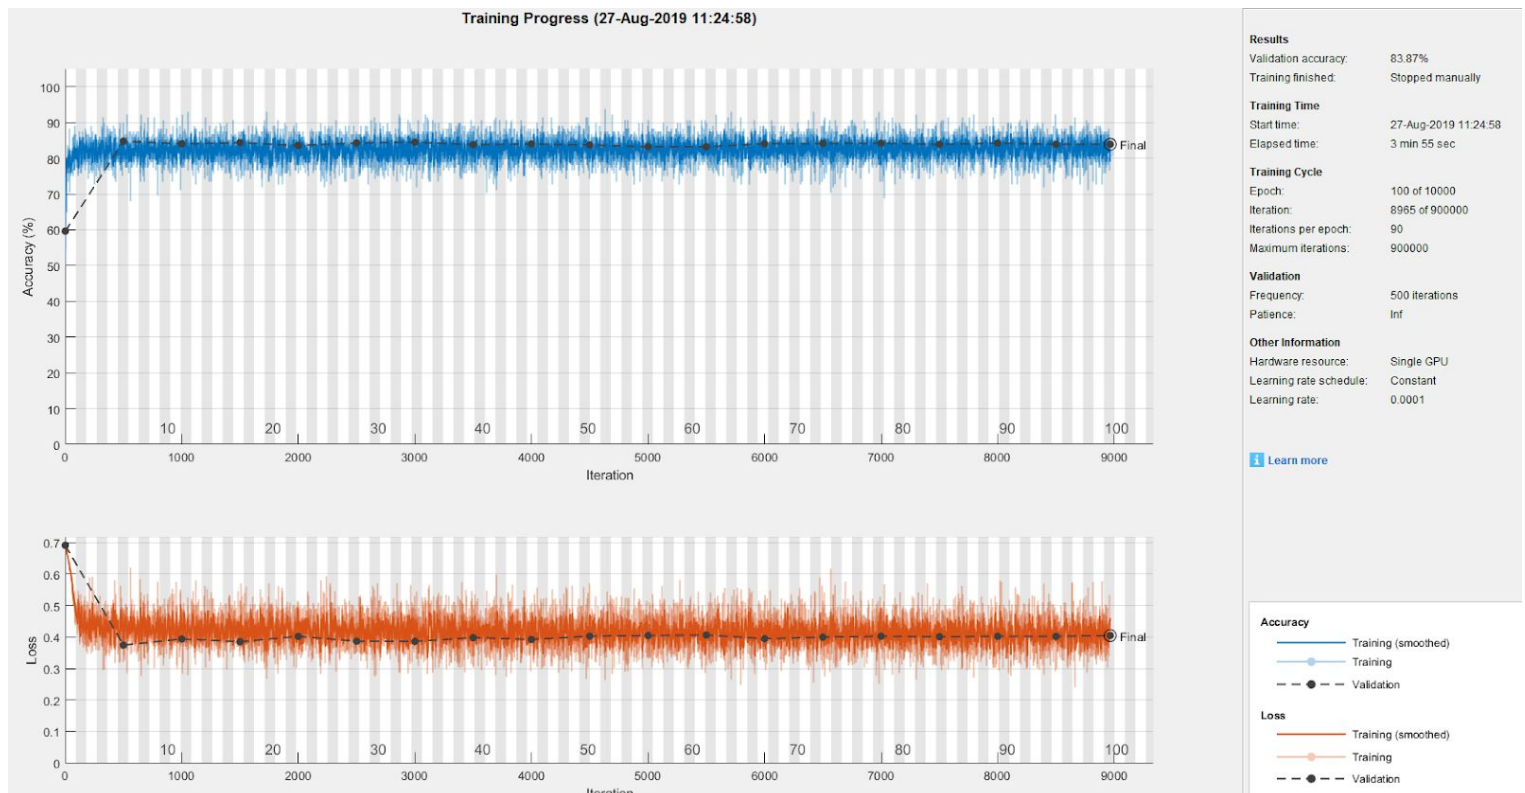 Training Progress (27-Aug-2019 11:24:58)
100
90
80
70
60
50
40
30
20
10
0
Accuracy (%)
Final
10 20 30 40 50 60 70 80 90 100
0 1000 2000 3000 4000 5000 6000 7000 8000 9000
Iteration
0.7
0.6
0.5
0.4
0.3
0.2
0.1
0
Loss
Final
10 20 30 40 50 60 70 80 90 100
0 1000 2000 3000 4000 5000 6000 7000 8000 9000
Iteration
Results
Validation accuracy: 83.87%
Training finished: Stopped manually
Training Time
Start time: 27-Aug-2019 11:24:58
Elapsed time: 3 min 55 sec
Training Cycle
Epoch: 100 of 10000
Iteration: 8965 of 900000
Iterations per epoch: 90
Maximum iterations: 900000
Validation
Frequency: 500 iterations
Patience: Inf
Other Information
Hardware resource: Single GPU
Learning rate schedule: Constant
Learning rate: 0.0001
i Learn more
Accuracy
Training (smoothed)
Training
Validation
Loss
Training (smoothed)
Training
Validation